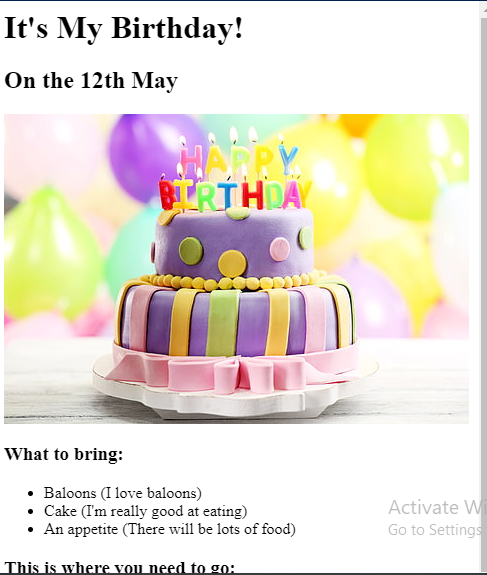 It's My Birthday!
On the 12th May
HAPPY
BIRTHDAY
What to bring:
Baloons (I love baloons)
Cake (I'm really good at eating)
An appetite (There will be lots of food)
Activate Wi
Go to Settings
This is where you need to go: